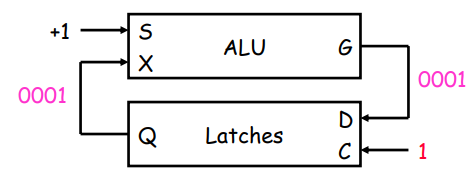 +1 S ALU G
X
0001 0001
Q Latches D
C 1